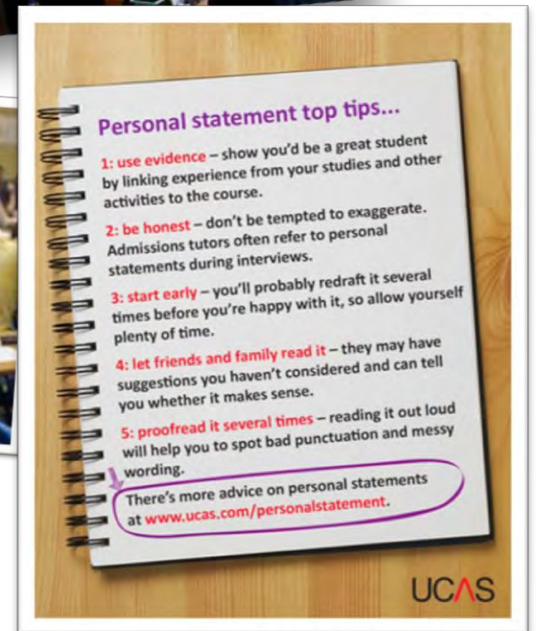 Personal statement top tips...
1: use evidence – show you'd be a great student
by linking experience from your studies and other
activities to the course.
2: be honest – don't be tempted to exaggerate.
Admissions tutors often refer to personal
statements during interviews.
3: start early – you'll probably redraft it several
times before you're happy with it, so allow yourself
plenty of time.
4: let friends and family read it – they may have
suggestions you haven't considered and can tell
you whether it makes sense.
5: proofread it several times – reading it out loud
will help you to spot bad punctuation and messy
wording.
There's more advice on personal statements
at www.ucas.com/personalstatement.
UCAS